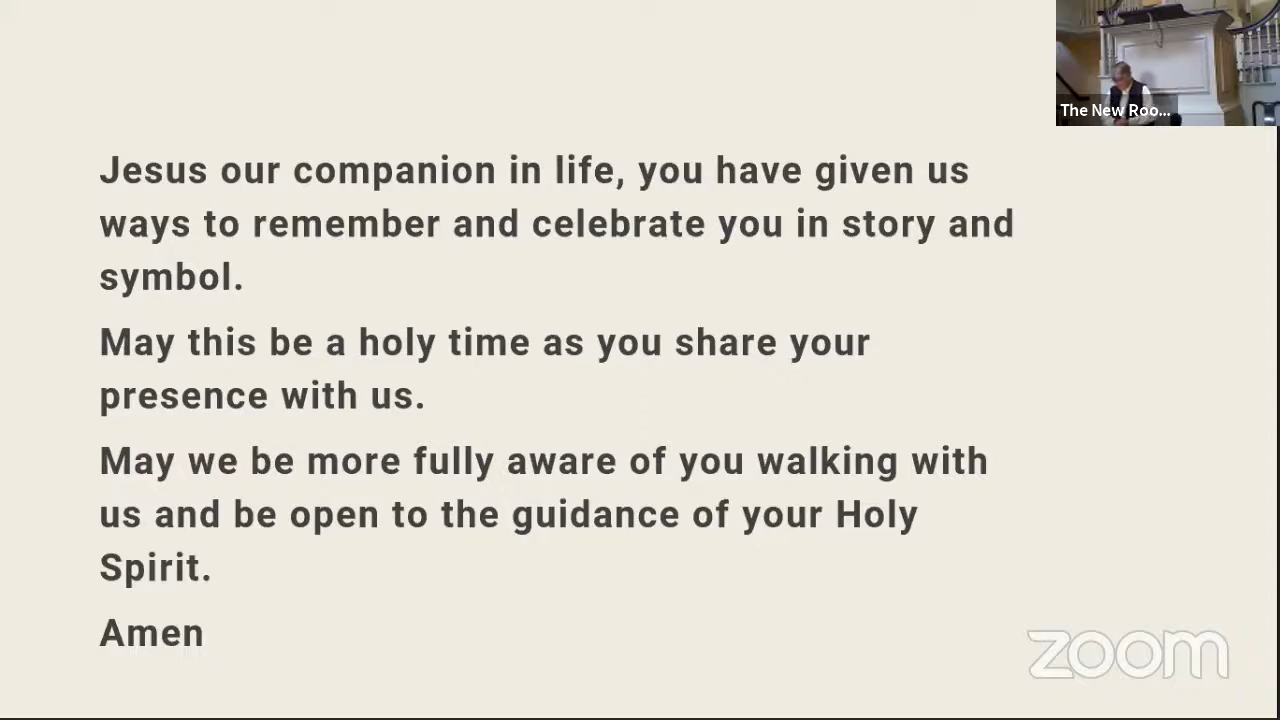 The New Roo...
Jesus our companion in life, you have given us
ways to remember and celebrate you in story and
symbol.
May this be a holy time as you share your
presence with us.
May we be more fully aware of you walking with
us and be open to the guidance of your Holy
Spirit.
Amen
zoom